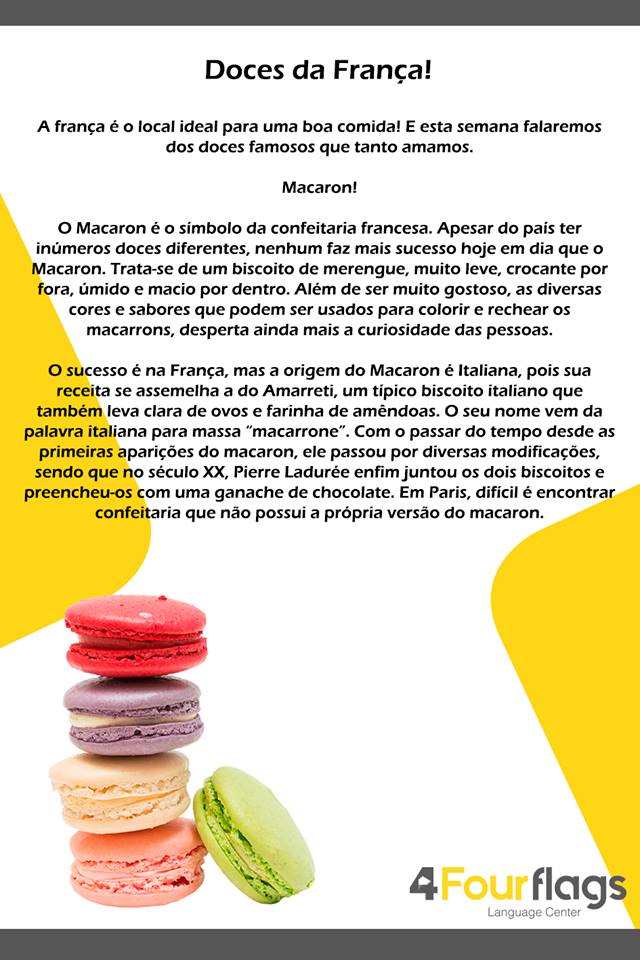 Doces da França!
A frança é o local ideal para uma boa comida! E esta semana falaremos
dos doces famosos que tanto amamos.
Macaron!
O Macaron é o símbolo da confeitaria francesa. Apesar do país ter
inúmeros doces diferentes, nenhum faz mais sucesso hoje em dia que o
Macaron. Trata-se de um biscoito de merengue, muito leve, crocante por
fora, úmido e macio por dentro. Além de ser muito gostoso, as diversas
cores e sabores que podem ser usados para colorir e rechear os
macarrons, desperta ainda mais a curiosidade das pessoas.
O sucesso é na França, mas a origem do Macaron é Italiana, pois sua
receita se assemelha a do Amarreti, um típico biscoito italiano que
também leva clara de ovos e farinha de amêndoas. O seu nome vem da
palavra italiana para massa “macarrone”. Com o passar do tempo desde as
primeiras aparições do macaron, ele passou por diversas modificações,
sendo que no século XX, Pierre Ladurée enfim juntou os dois biscoitos e
preencheu-os com uma ganache de chocolate. Em Paris, difícil é encontrar
confeitaria que não possui a própria versão do macaron.
4 Fourflags
Language Center